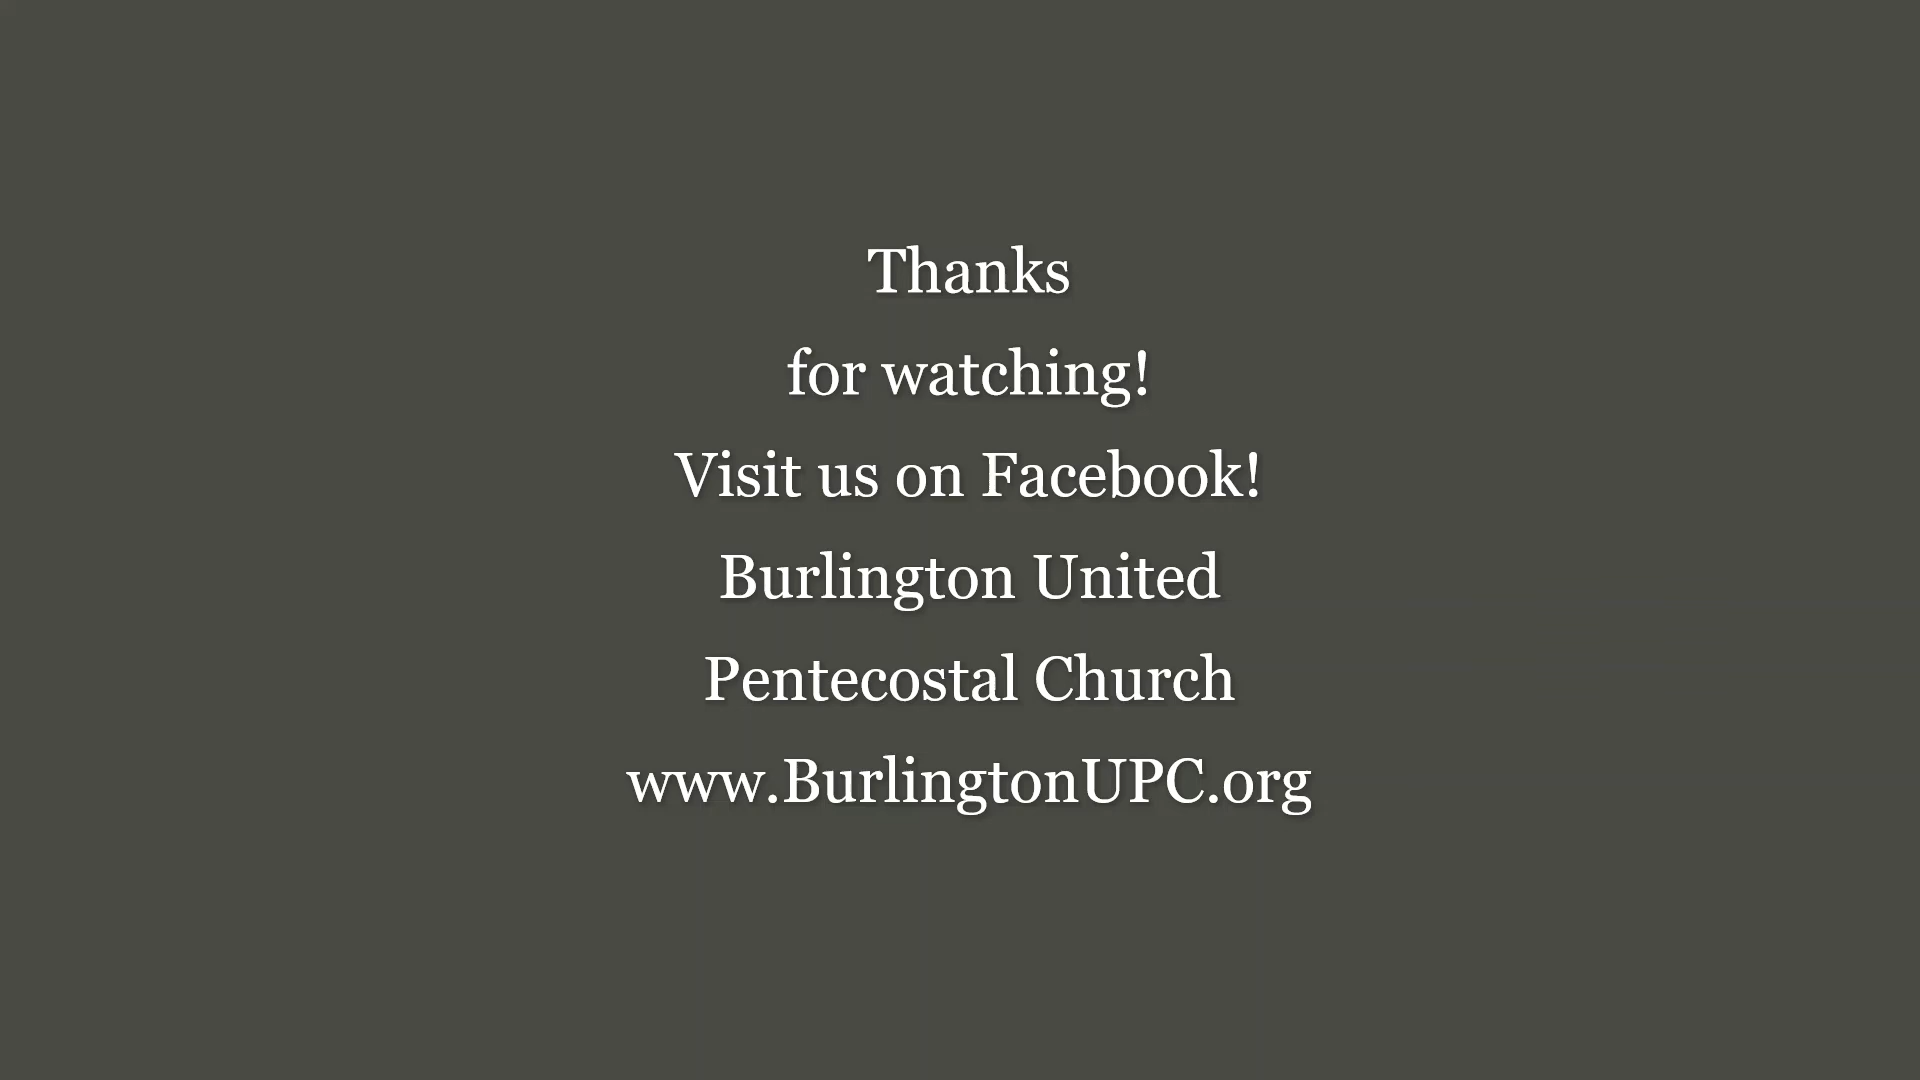 Thanks
for watching!
Visit us on Facebook!
Burlington United
Pentecostal Church
www.BurlingtonUPC.org